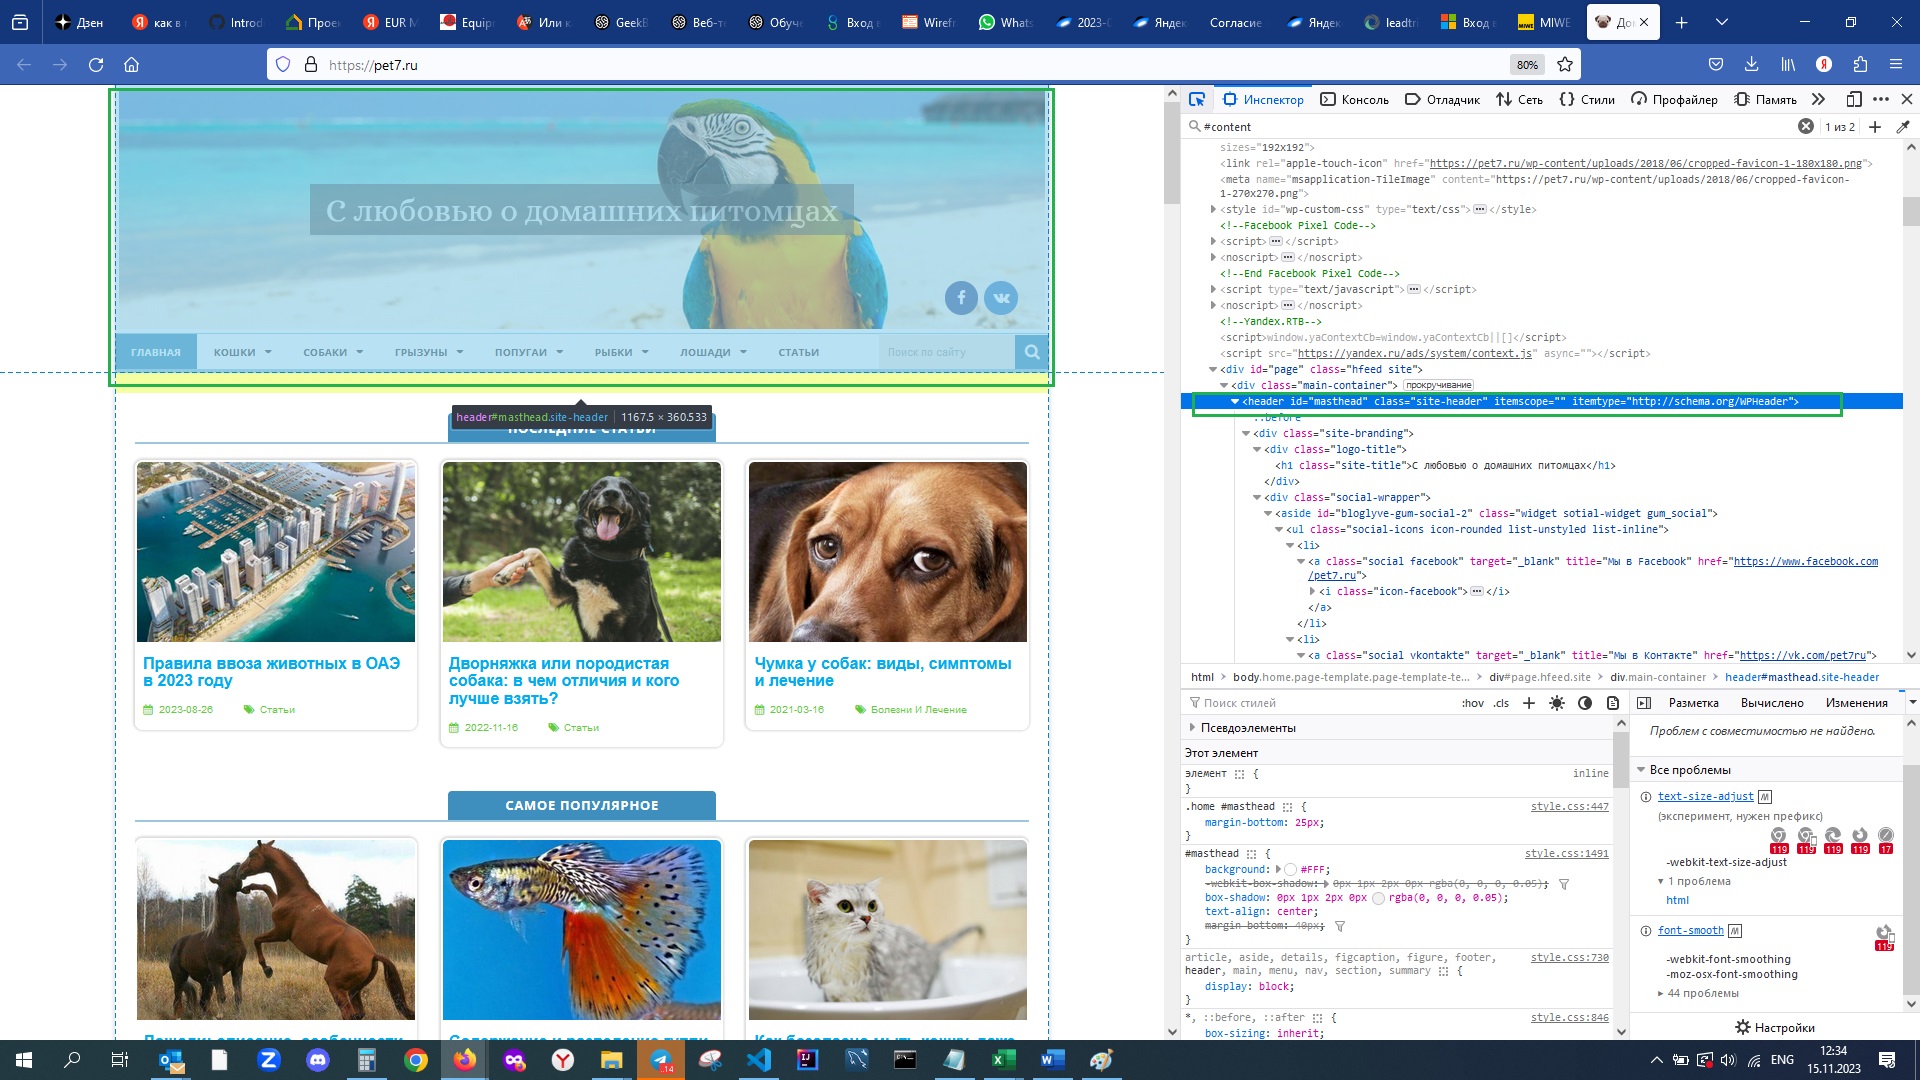 Дзен
как в
Introd
Проек
EUR M
Equip
Или к
GeekB
Веб-т
Обуче
Вход
Wirefr
Whats
2023-
Яндек
Согласие
Яндек
leadtri
Вход
MIWE
https://pet7.ru
80%
С любовью о домашних питомцах
ГЛАВНАЯ
КОШКИ
СОБАКИ
ГРЫЗУНЫ
ПОПУГАИ
РЫБКИ
ЛОШАДИ
СТАТЬИ
Поиск по сайту
header#masthead.site-header 1167.5 × 360.533
ПОСЛЕДНИЕ СТАТЬИ
Правила ввоза животных в ОАЭ
в 2023 году
2023-08-26 Статьи
Дворняжка или породистая
собака: в чем отличия и кого
лучше взять?
2022-11-16 Статьи
Чумка у собак: виды, симптомы
и лечение
2021-03-16 Болезни И Лечение
САМОЕ ПОПУЛЯРНОЕ
Инспектор
Консоль
Отладчик
Сеть
Стили
Профайлер
Память
#content
1 из 2
sizes="192x192">
<link rel="apple-touch-icon" href="https://pet7.ru/wp-content/uploads/2018/06/cropped-favicon-1-180x180.png">
<meta name="msapplication-TileImage" content="https://pet7.ru/wp-content/uploads/2018/06/cropped-favicon-
1-270x270.png">
<style id="wp-custom-css" type="text/css"> ••• </style>
<!--Facebook Pixel Code-->
<script> ••• </script>
<noscript> ••• </noscript>
<!--End Facebook Pixel Code-->
<script type="text/javascript"> ••• </script>
<noscript> ••• </noscript>
<!--Yandex.RTB-->
<script>window.yaContextCb=window.yaContextCb||[]</script>
<script src="https://yandex.ru/ads/system/context.js" async=""></script>
<div id="page" class="hfeed site">
<div class="main-container"> прокручивание
<header id="masthead" class="site-header" itemscope="" itemtype="http://schema.org/WPHeader">
::before
<div class="site-branding">
<div class="logo-title">
<h1 class="site-title">С любовью о домашних питомцах</h1>
</div>
<div class="social-wrapper">
<aside id="bloglyve-gum-social-2" class="widget sotial-widget gum_social">
<ul class="social-icons icon-rounded list-unstyled list-inline">
<li>
<a class="social facebook" target="_blank" title="Мы в Facebook" href="https://www.facebook.com
/pet7.ru">
<i class="icon-facebook"> ••• </i>
</a>
</li>
<li>
<a class="social vkontakte" target="_blank" title="Мы в Контакте" href="https://vk.com/pet7ru">
html > body.home.page-template.page-template-te... > div#page.hfeed.site > div.main-container > header#masthead.site-header
Поиск стилей
:hov .cls
Псевдоэлементы
Этот элемент
элемент { inline
}
.home #masthead { style.css:447
margin-bottom: 25px;
}
#masthead { style.css:1491
background: #FFF;
-webkit-box-shadow: 0px 1px 2px 0px rgba(0, 0, 0, 0.05);
box-shadow: 0px 1px 2px 0px rgba(0, 0, 0, 0.05);
text-align: center;
margin-bottom: 40px;
}
article, aside, details, figcaption, figure, footer, style.css:730
header, main, menu, nav, section, summary {
display: block;
}
*, ::before, ::after { style.css:846
box-sizing: inherit;
Разметка
Вычислено
Изменения
Проблем с совместимостью не найдено.
Все проблемы
text-size-adjust
(эксперимент, нужен префикс)
119 119 119 119 17
-webkit-text-size-adjust
1 проблема
html
font-smooth
119
-webkit-font-smoothing
-moz-osx-font-smoothing
44 проблемы
Настройки
ENG
12:34
15.11.2023